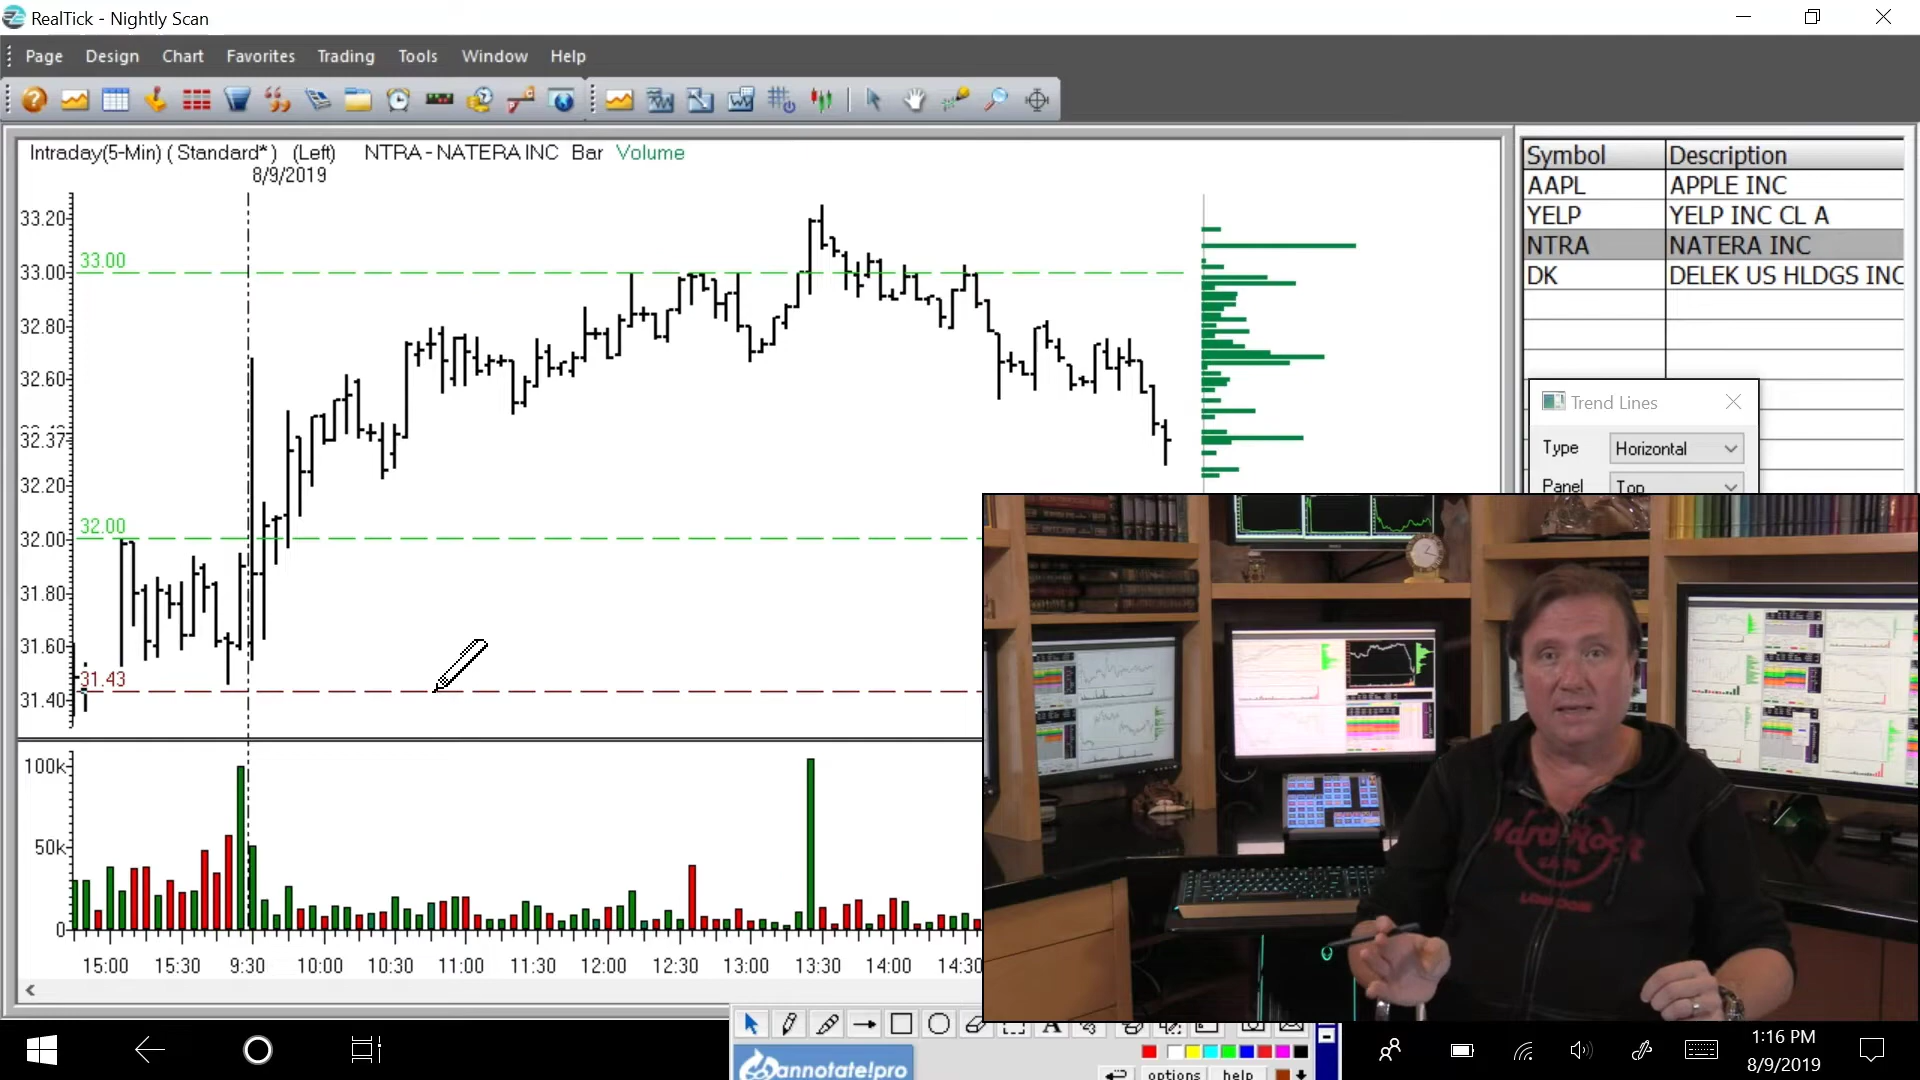 RealTick - Nightly Scan
Page Design Chart Favorites Trading Tools Window Help
Intraday(5-Min) (Standard*) (Left) NTRA - NATERA INC Bar Volume
8/9/2019
33.20
33.00
33.00
32.80
32.60
32.37
32.20
32.00
32.00
31.80
31.60
31.43
31.40
100k
50k
0
15:00 15:30 9:30 10:00 10:30 11:00 11:30 12:00 12:30 13:00 13:30 14:00 14:30
Symbol Description
AAPL APPLE INC
YELP YELP INC CL A
NTRA NATERA INC
DK DELEK US HLDGS INC
Trend Lines
Type Horizontal
Panel Top
Hard Rock
CAFE
LONDON
annotate!pro
options help
1:16 PM
8/9/2019